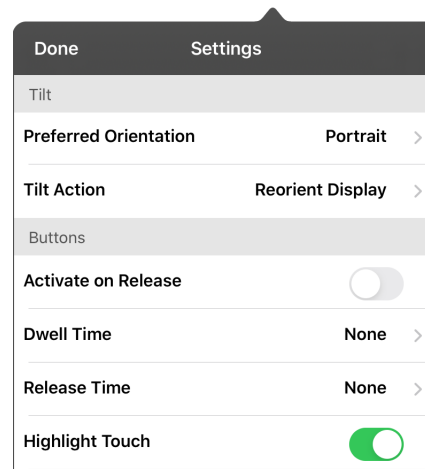 Done Settings
Tilt
Preferred Orientation Portrait
Tilt Action Reorient Display
Buttons
Activate on Release
Dwell Time None
Release Time None
Highlight Touch